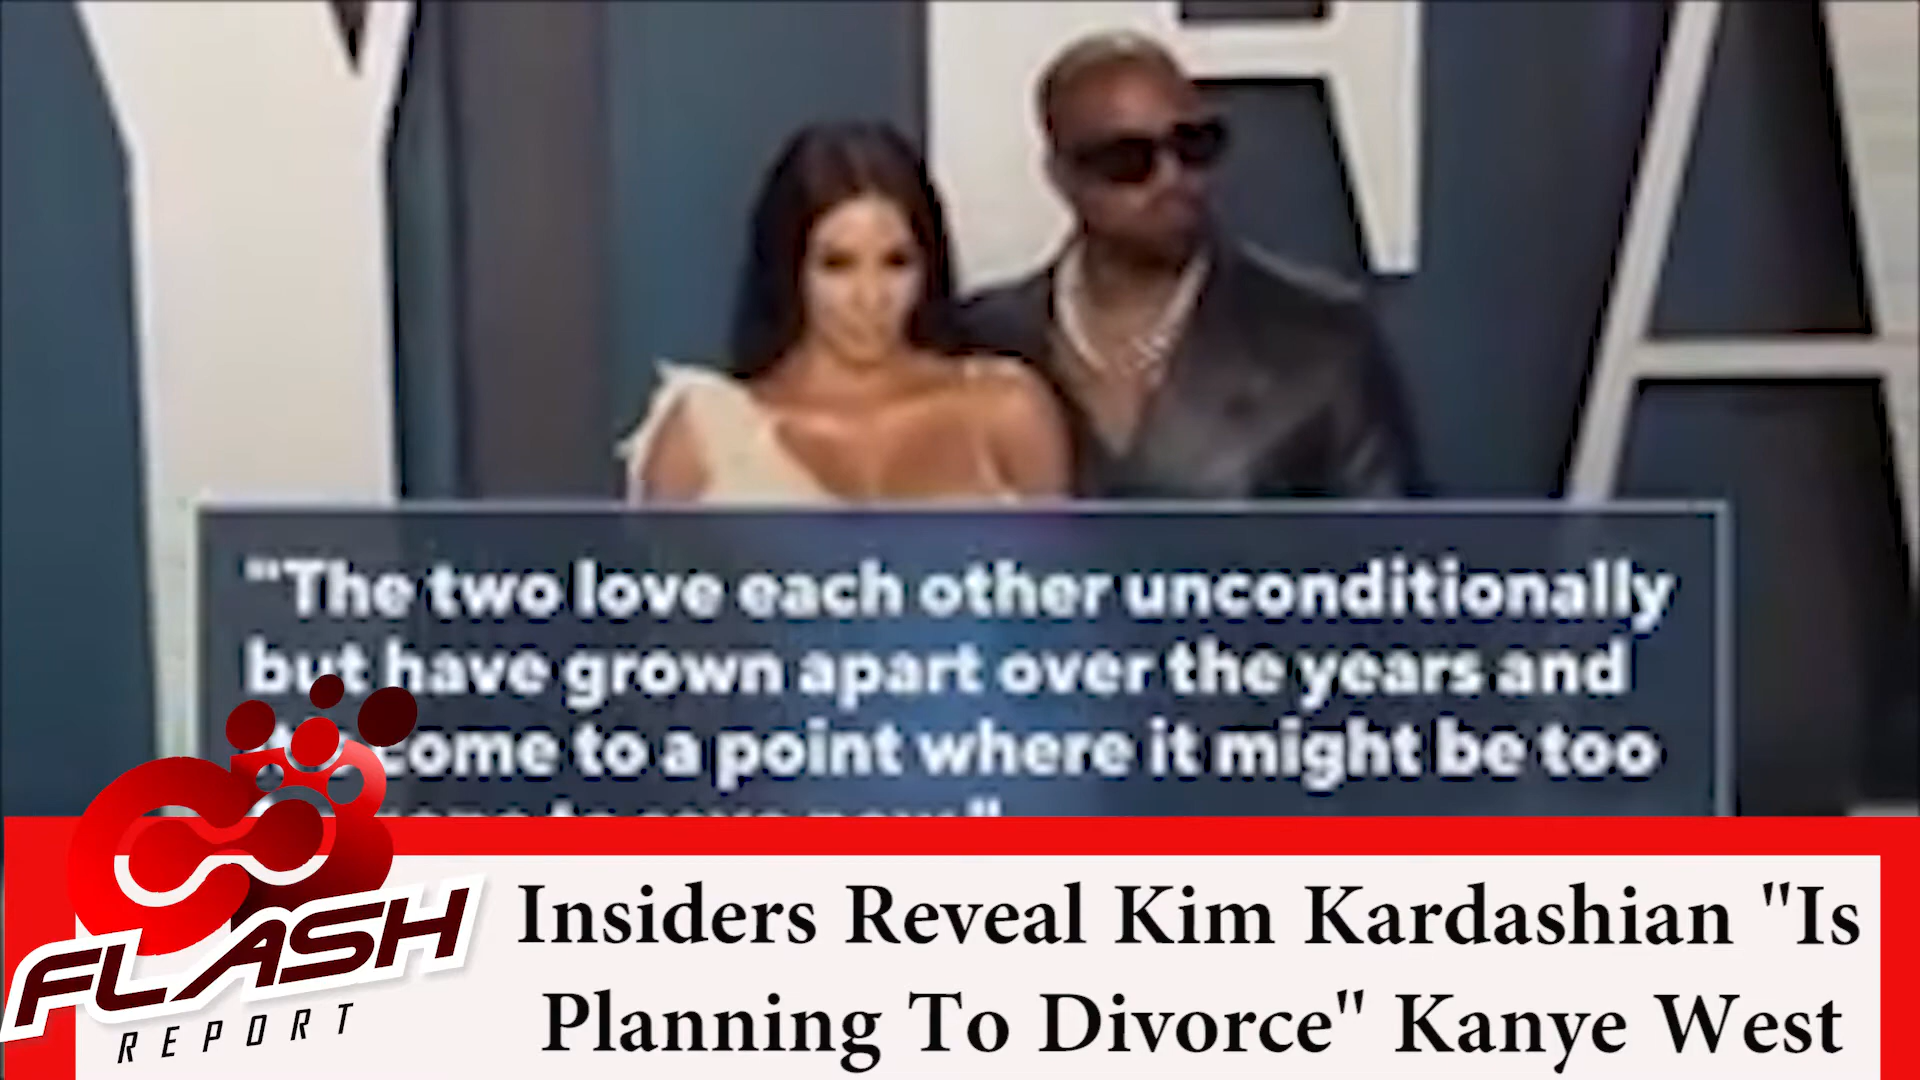 Y FA
"The two love each other unconditionally
but have grown apart over the years and
come to a point where it might be too
FLASH
REPORT
Insiders Reveal Kim Kardashian "Is
Planning To Divorce" Kanye West